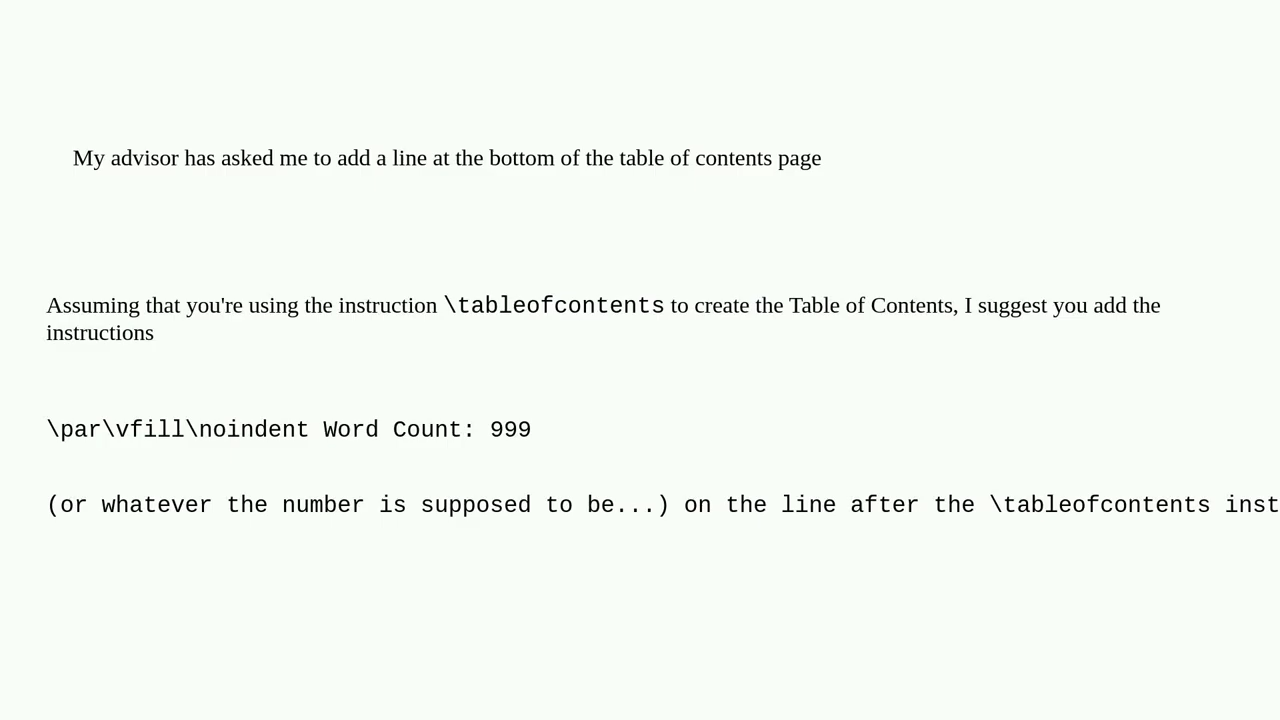 My advisor has asked me to add a line at the bottom of the table of contents page
Assuming that you're using the instruction \tableofcontents to create the Table of Contents, I suggest you add the
instructions
\par\vfill\noindent Word Count: 999
(or whatever the number is supposed to be...) on the line after the \tableofcontents inst